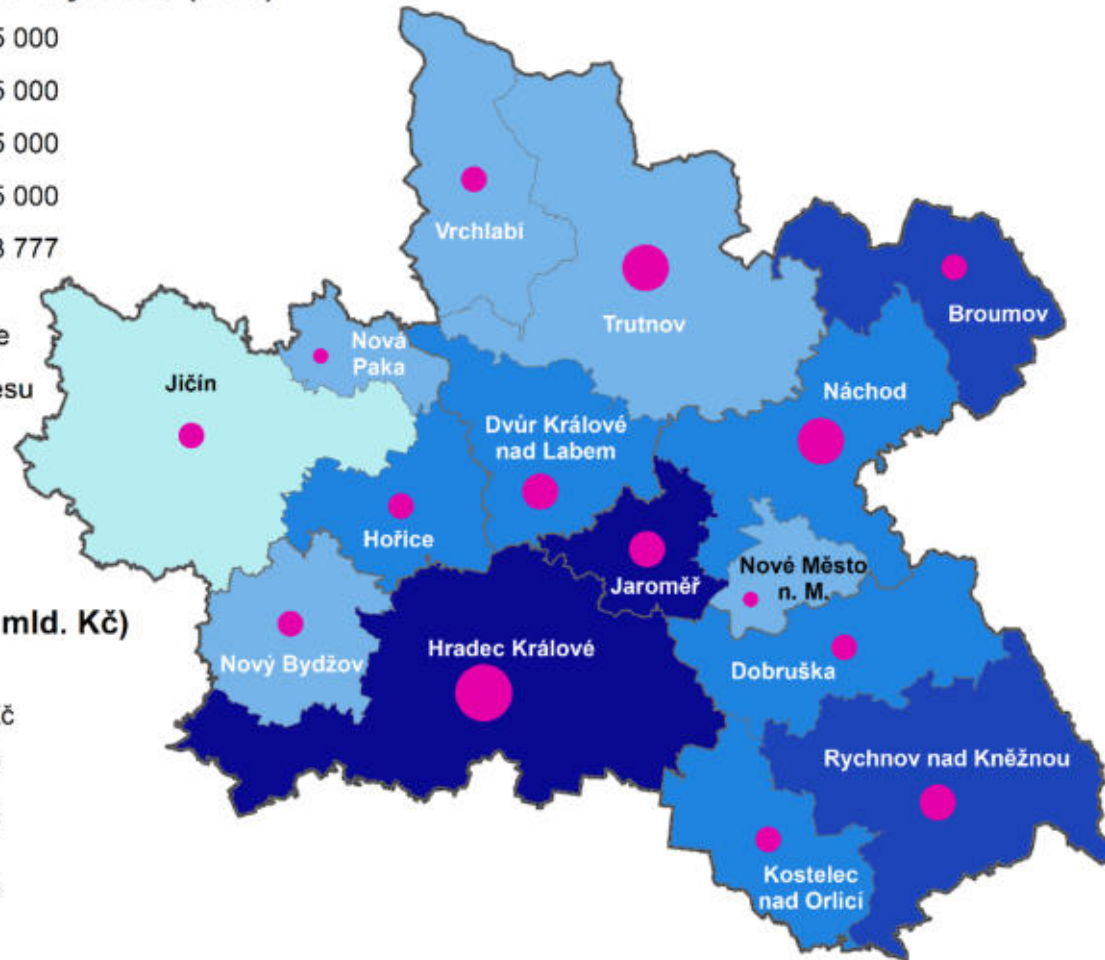 5 000
5 000
5 000
5 000
3 777
Vrchlabí
Trutnov
Broumov
Nová
Paka
Jičín
Náchod
Dvůr Králové
nad Labem
Hořice
Jaroměř
Nové Město
n. M.
mld. Kč)
Hradec Králové
Nový Bydžov
Dobruška
Rychnov nad Kněžnou
Kostelec
nad Orlicí